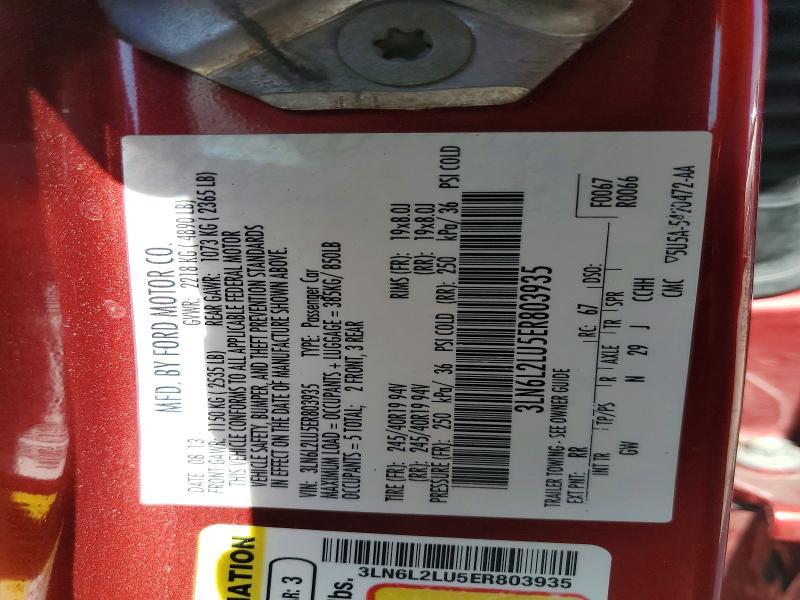 MFD. BY FORD MOTOR CO.
DATE 08 13 GVWR: 2218 KG ( 4890 LB)
FRONT GAWR: 1150 KG ( 2535 LB) REAR GAWR: 1073 KG ( 2365 LB)
THIS VEHICLE CONFORMS TO ALL APPLICABLE FEDERAL MOTOR
VEHICLE SAFETY, BUMPER, AND THEFT PREVENTION STANDARDS
IN EFFECT ON THE DATE OF MANUFACTURE SHOWN ABOVE.
VIN: 3LN6L2LU5ER803935 TYPE: Passenger Car
MAXIMUM LOAD = OCCUPANTS + LUGGAGE = 385KG/ 850LB
OCCUPANTS = 5 TOTAL; 2 FRONT, 3 REAR
TIRE (FR): 245/40R19 94V RIMS (FR): 19x8.0J
(RR): 245/40R19 94V (RR): 19x8.0J
PRESSURE (FR): 250 kPa/ 36 PSI COLD (RR): 250 kPa/ 36 PSI COLD
3LN6L2LU5ER803935
TRAILER TOWING - SEE OWNER GUIDE F0067
EXT PNT: RR RC: 67 DSO: R0066
INT TR TP/PS R AXLE TR SPR
GW N 29 J CCHH
CMC 5U5A-5420472-AA
MATION
R: 3
bs.
3LN6L2LU5ER803935